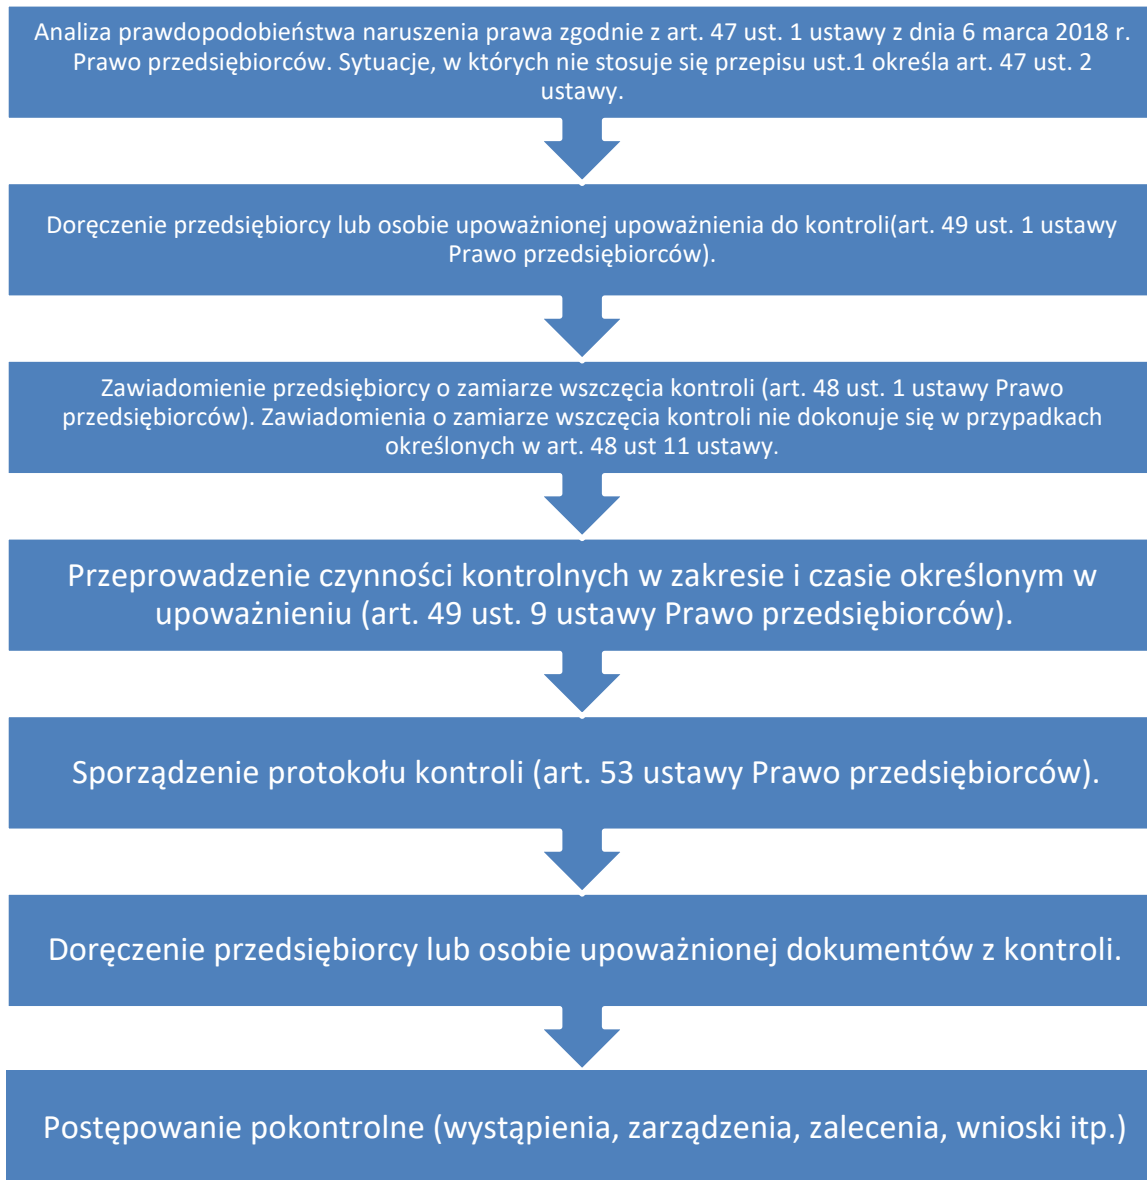 Analiza prawdopodobieństwa naruszenia prawa zgodnie z art. 47 ust. 1 ustawy z dnia 6 marca 2018 r.
Prawo przedsiębiorców. Sytuacje, w których nie stosuje się przepisu ust.1 określa art. 47 ust. 2
ustawy.
Doręczenie przedsiębiorcy lub osobie upoważnionej upoważnienia do kontroli(art. 49 ust. 1 ustawy
Prawo przedsiębiorców).
Zawiadomienie przedsiębiorcy o zamiarze wszczęcia kontroli (art. 48 ust. 1 ustawy Prawo
przedsiębiorców). Zawiadomienia o zamiarze wszczęcia kontroli nie dokonuje się w przypadkach
określonych w art. 48 ust 11 ustawy.
Przeprowadzenie czynności kontrolnych w zakresie i czasie określonym w
upoważnieniu (art. 49 ust. 9 ustawy Prawo przedsiębiorców).
Sporządzenie protokołu kontroli (art. 53 ustawy Prawo przedsiębiorców).
Doręczenie przedsiębiorcy lub osobie upoważnionej dokumentów z kontroli.
Postępowanie pokontrolne (wystąpienia, zarządzenia, zalecenia, wnioski itp.)